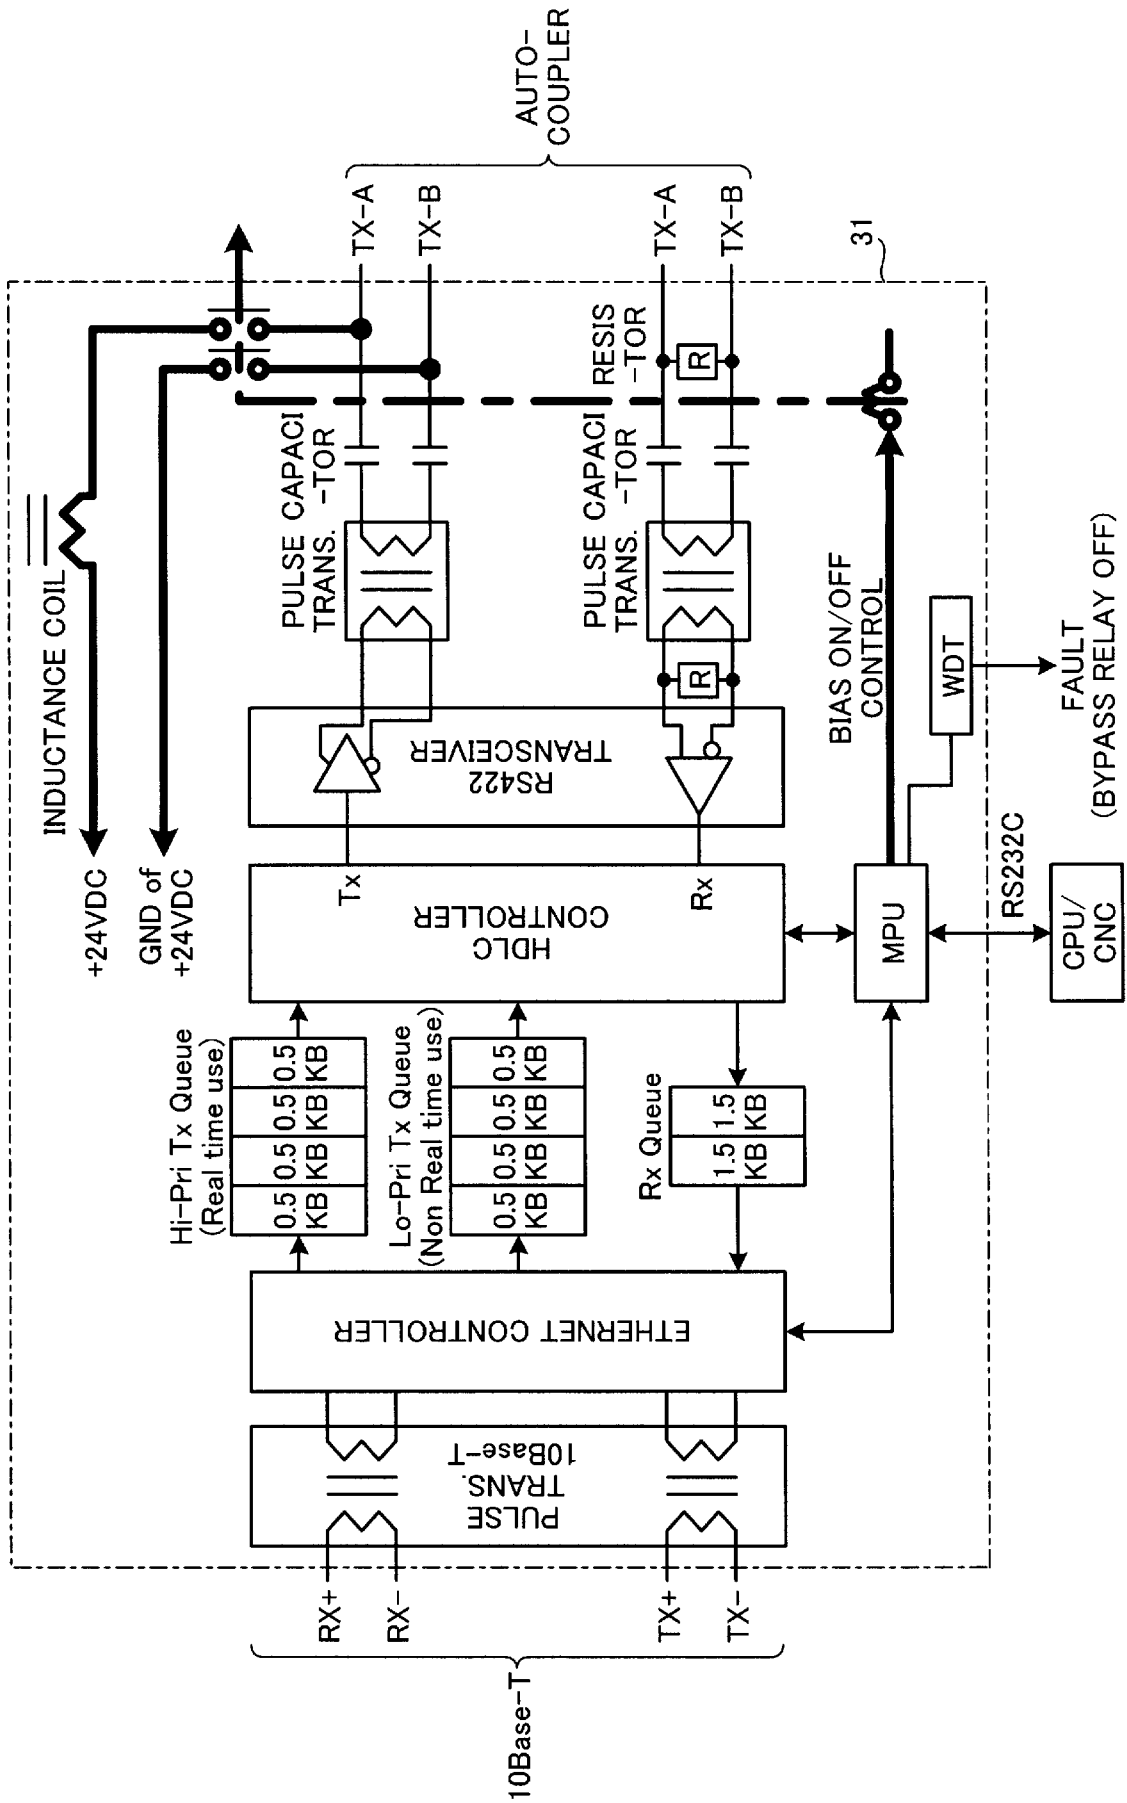 AUTO-
COUPLER
TX-A
TX-B
TX-A
TX-B
31
INDUCTANCE COIL
+24VDC
GND of
+24VDC
PULSE
TRANS.
CAPACI
-TOR
PULSE
TRANS.
CAPACI
-TOR
RESIS
-TOR
R
R
RS422
TRANSCEIVER
Tx
Rx
HDLC
CONTROLLER
BIAS ON/OFF
CONTROL
WDT
FAULT
(BYPASS RELAY OFF)
MPU
RS232C
CPU/
CNC
Hi-Pri Tx Queue
(Real time use)
0.5
KB
0.5
KB
0.5
KB
0.5
KB
Lo-Pri Tx Queue
(Non Real time use)
0.5
KB
0.5
KB
0.5
KB
0.5
KB
Rx Queue
1.5
KB
1.5
KB
ETHERNET CONTROLLER
PULSE
TRANS.
10Base-T
RX+
RX-
TX+
TX-
10Base-T